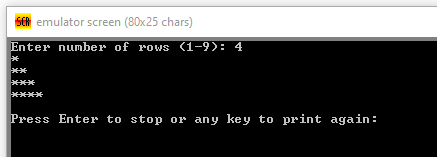 SCR emulator screen (80x25 chars)
Enter number of rows (1-9): 4
*
**
***
****
Press Enter to stop or any key to print again: